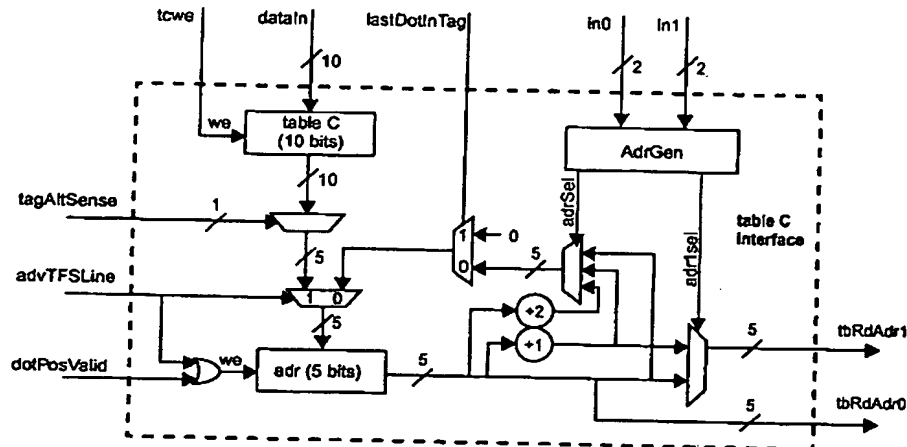 tcwe
dataIn
lastDotInTag
In0
In1
10
2
2
we
table C
(10 bits)
AdrGen
10
tagAltSense
1
adrSel
adr1sel
table C
Interface
1
0
0
5
5
advTFSLine
1 0
5
+2
+1
5
tbRdAdr1
dotPosValid
we
adr (5 bits)
5
5
tbRdAdr0